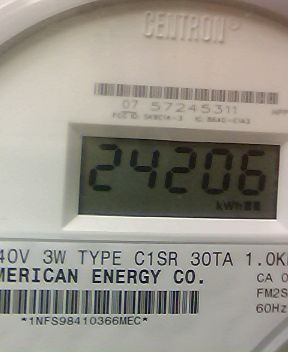 CENTRON®
07 57245311
24206
kWh
40V 3W TYPE C1SR 30TA 1.0K
MERICAN ENERGY CO.
CA 0
FM2S
60Hz
*1NFS98410366MEC*